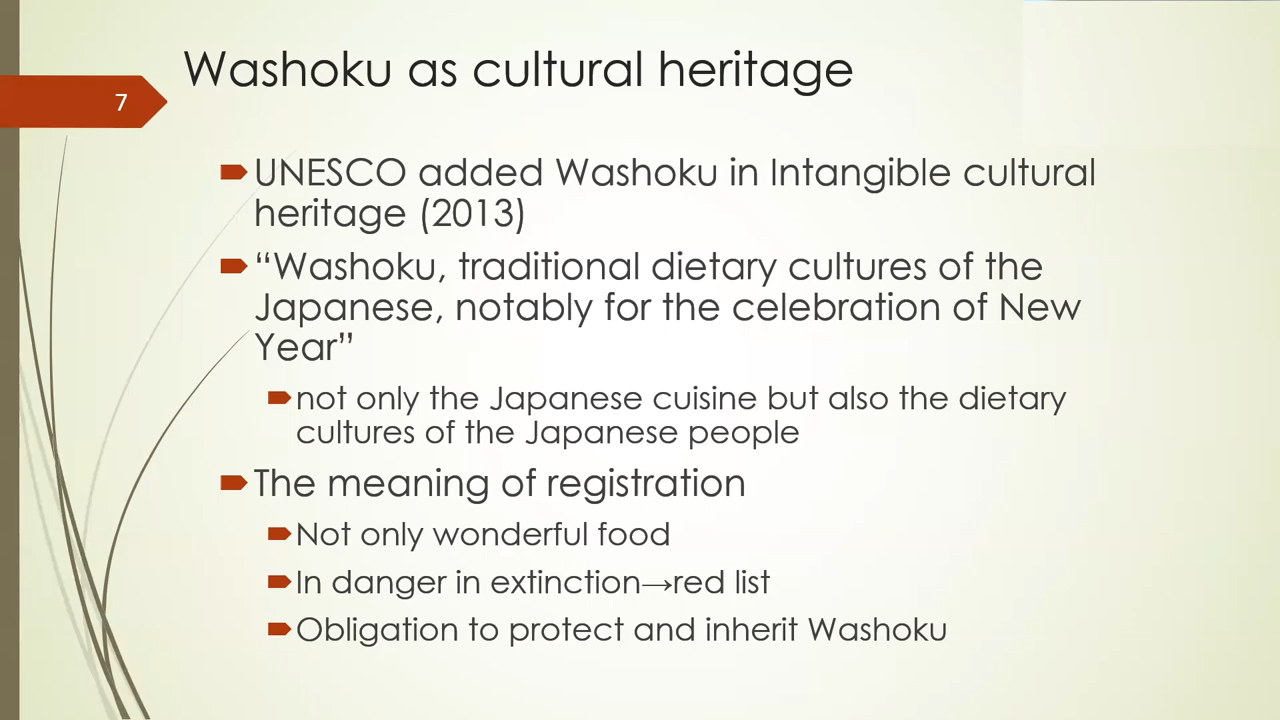 Washoku as cultural heritage
7
UNESCO added Washoku in Intangible cultural
heritage (2013)
“Washoku, traditional dietary cultures of the
Japanese, notably for the celebration of New
Year”
not only the Japanese cuisine but also the dietary
cultures of the Japanese people
The meaning of registration
Not only wonderful food
In danger in extinction→red list
Obligation to protect and inherit Washoku